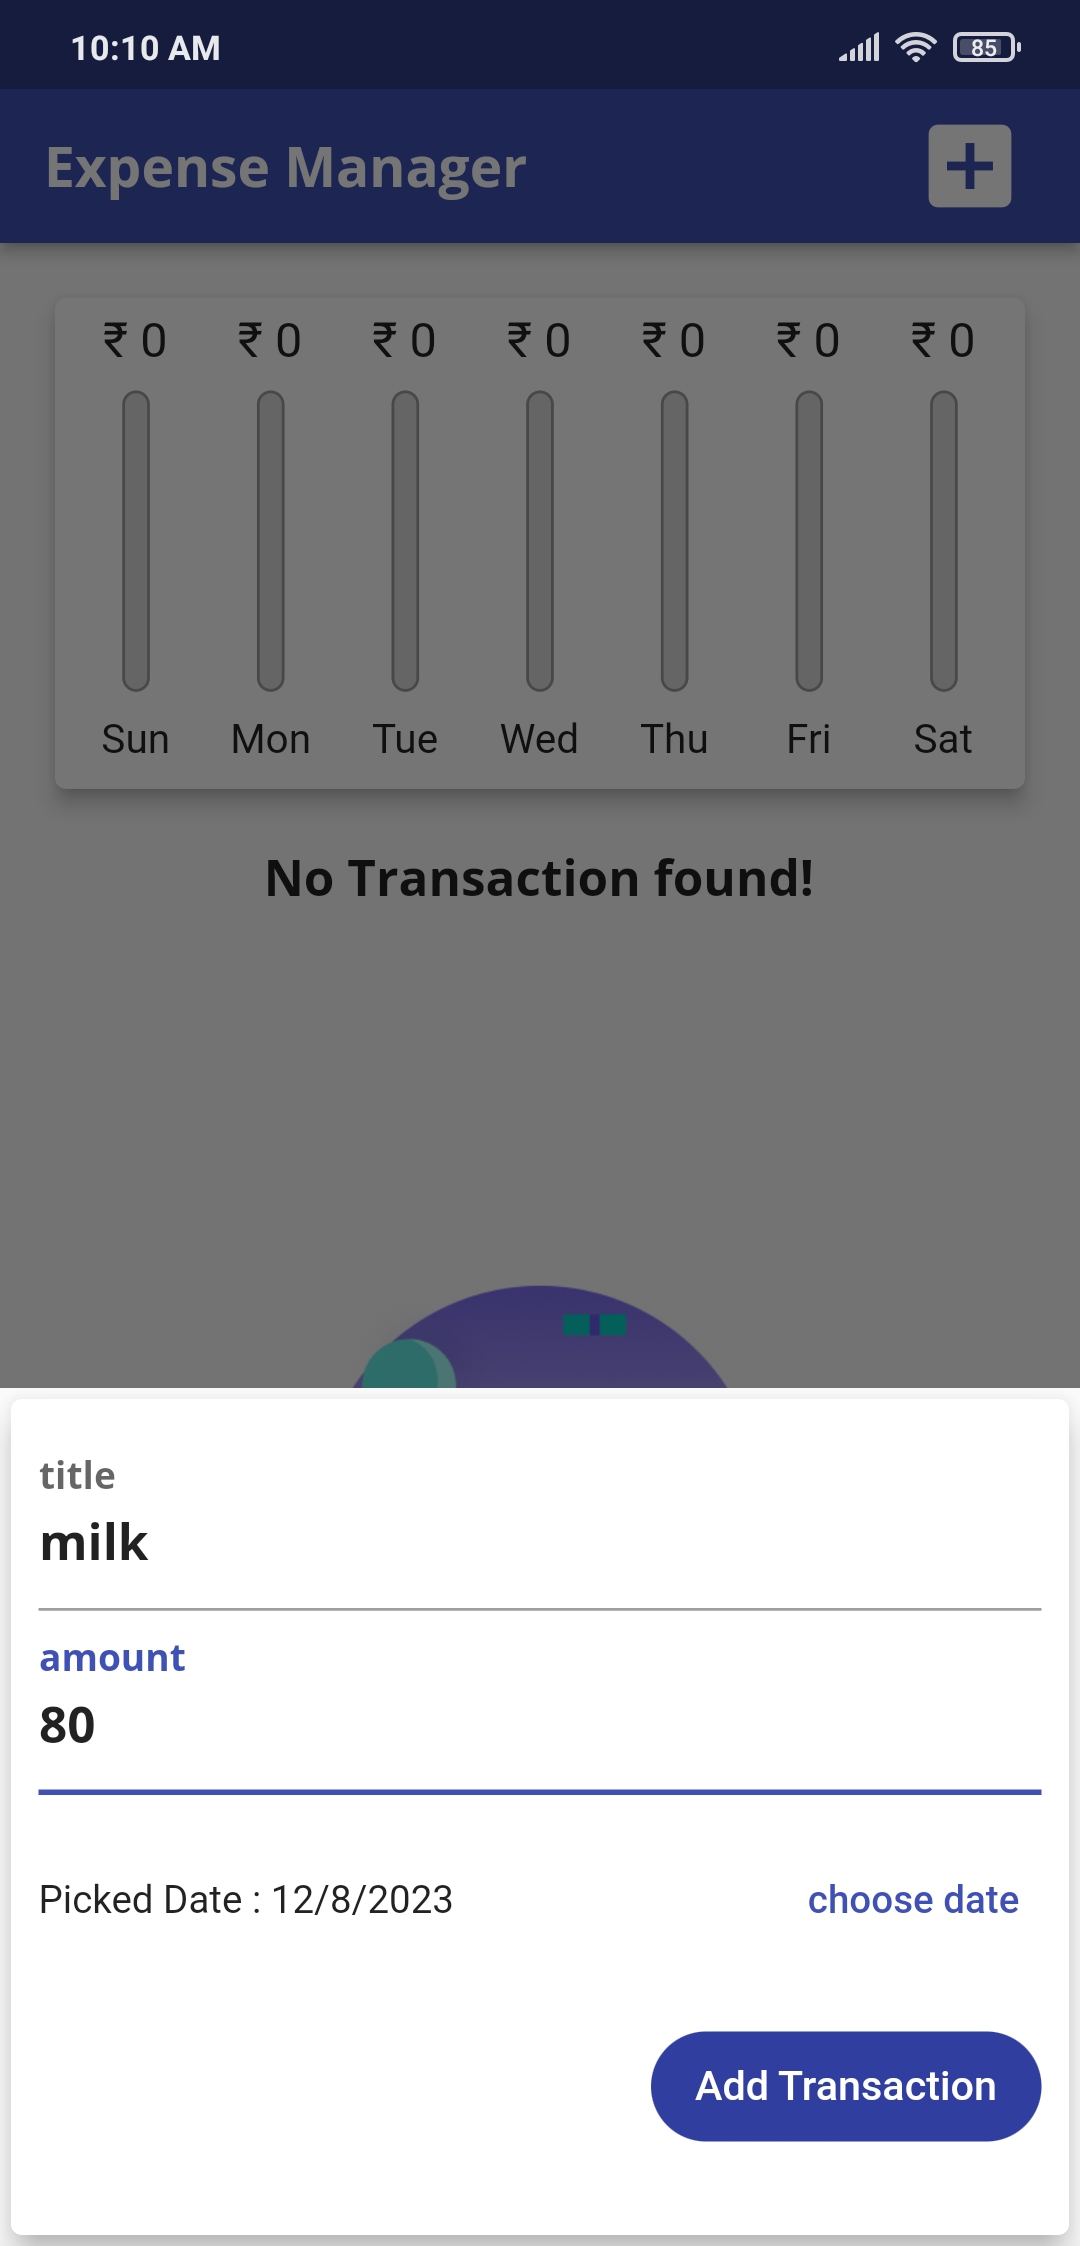 10:10 AM 85
Expense Manager
₹ 0 ₹ 0 ₹ 0 ₹ 0 ₹ 0 ₹ 0 ₹ 0
Sun Mon Tue Wed Thu Fri Sat
No Transaction found!
title
milk
amount
80
Picked Date : 12/8/2023 choose date
Add Transaction